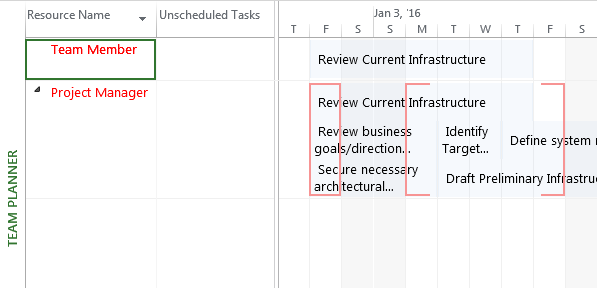 Resource Name
Unscheduled Tasks
Jan 3, '16
T F S S M T W T F S
Team Member
Review Current Infrastructure
Project Manager
Review Current Infrastructure
Review business
goals/direction...
Identify
Target...
Define system r
Secure necessary
architectural...
Draft Preliminary Infrastruc
TEAM PLANNER